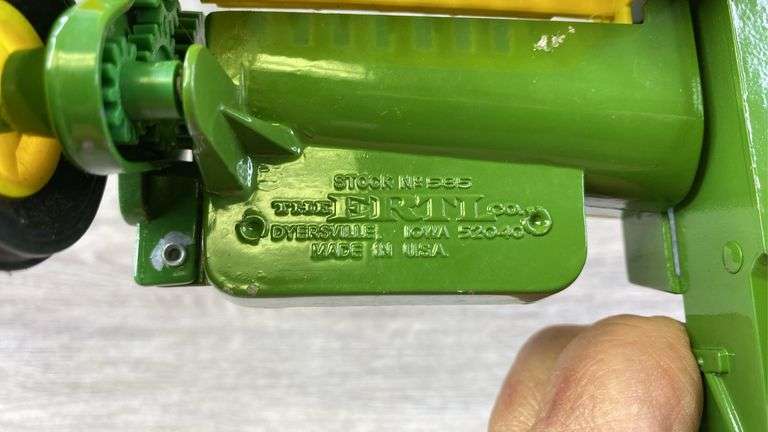 STOCK No 585
THE ERTL CO.
DYERSVILLE, IOWA 52040
MADE IN U.S.A.